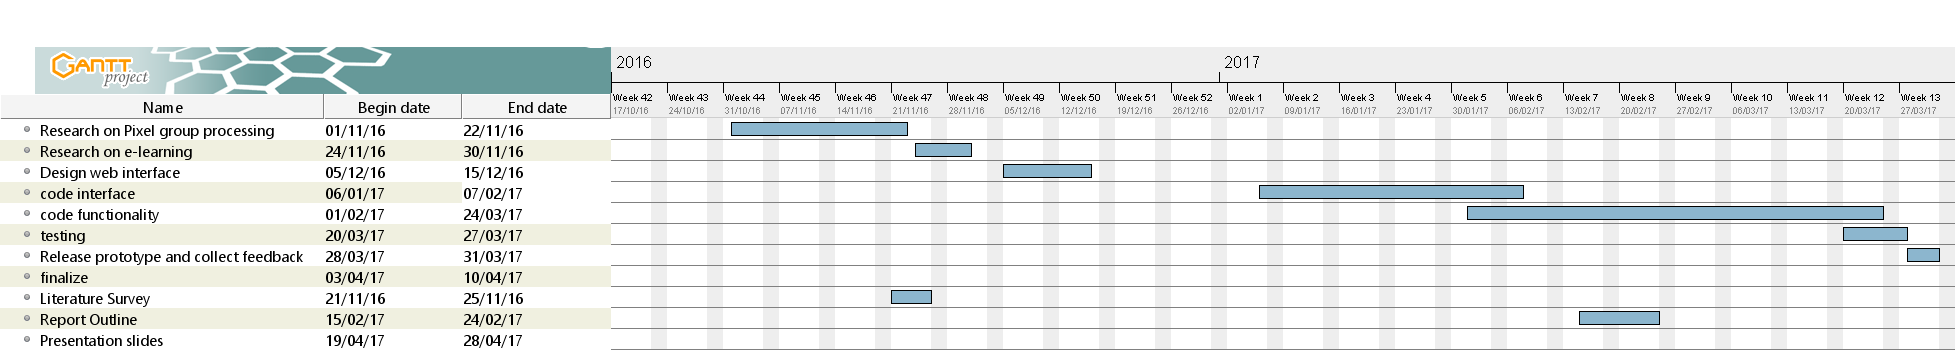 GANTT
project
2016 2017
Name Begin date End date
Week 42 Week 43 Week 44 Week 45 Week 46 Week 47 Week 48 Week 49 Week 50 Week 51 Week 52 Week 1 Week 2 Week 3 Week 4 Week 5 Week 6 Week 7 Week 8 Week 9 Week 10 Week 11 Week 12 Week 13
17/10/16 24/10/16 31/10/16 07/11/16 14/11/16 21/11/16 28/11/16 05/12/16 12/12/16 19/12/16 26/12/16 02/01/17 09/01/17 16/01/17 23/01/17 30/01/17 06/02/17 13/02/17 20/02/17 27/02/17 06/03/17 13/03/17 20/03/17 27/03/17
Research on Pixel group processing 01/11/16 22/11/16
Research on e-learning 24/11/16 30/11/16
Design web interface 05/12/16 15/12/16
code interface 06/01/17 07/02/17
code functionality 01/02/17 24/03/17
testing 20/03/17 27/03/17
Release prototype and collect feedback 28/03/17 31/03/17
finalize 03/04/17 10/04/17
Literature Survey 21/11/16 25/11/16
Report Outline 15/02/17 24/02/17
Presentation slides 19/04/17 28/04/17